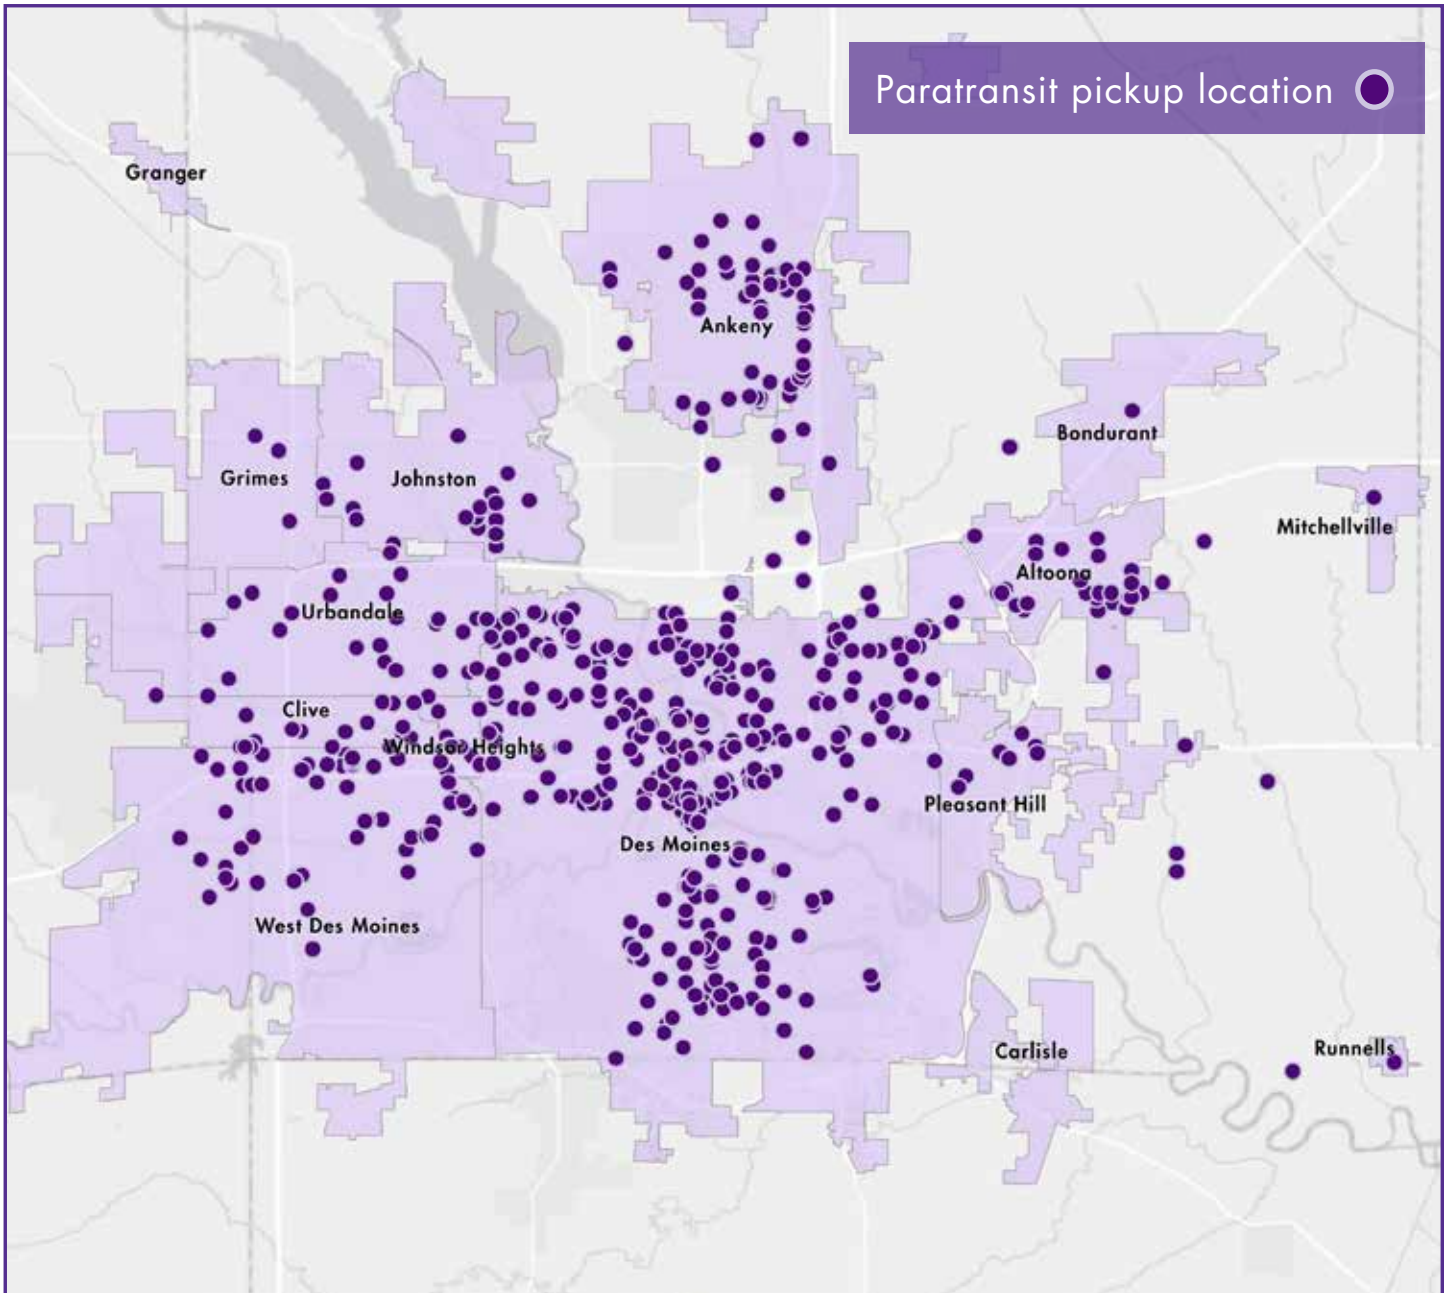 Paratransit pickup location
Granger
Ankeny
Bondurant
Grimes
Johnston
Mitchellville
Altoona
Urbandale
Clive
Windsor Heights
Pleasant Hill
Des Moines
West Des Moines
Carlisle
Runnells